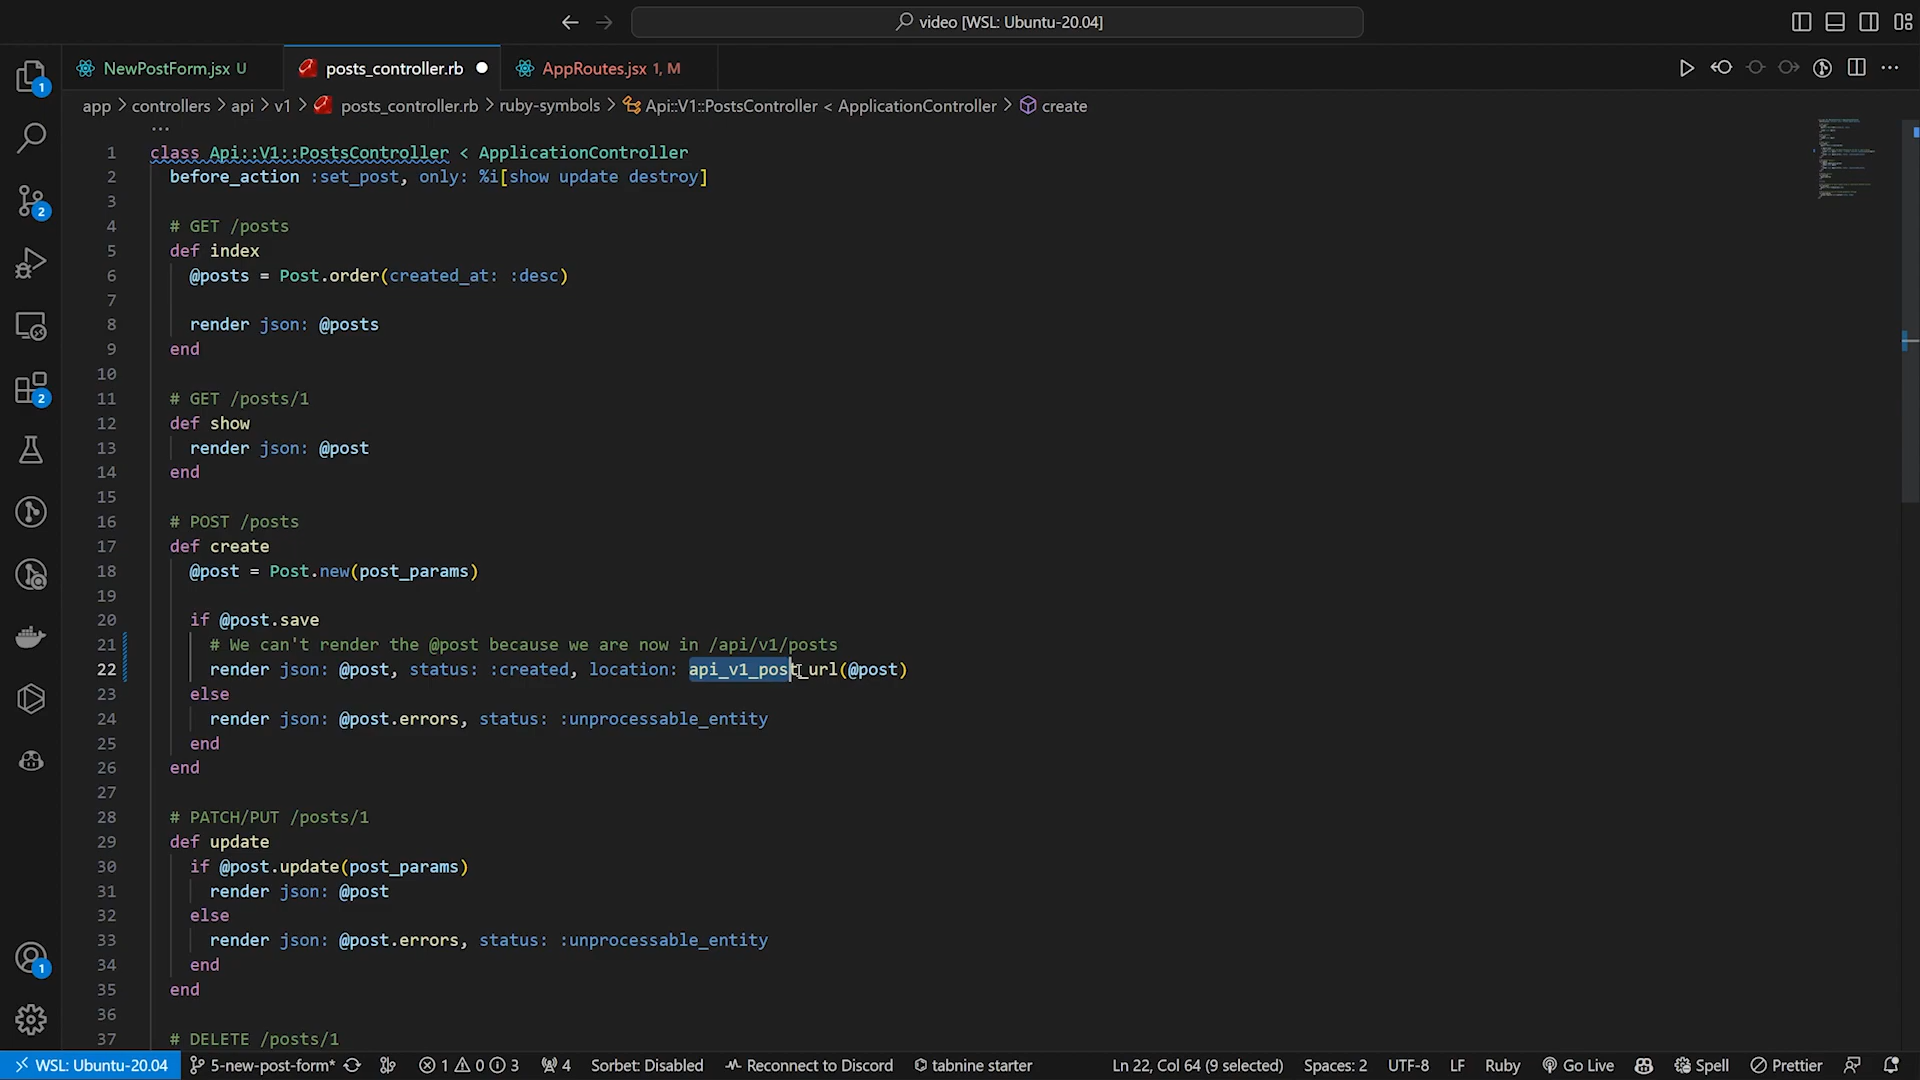 video [WSL: Ubuntu-20.04]
NewPostForm.jsx U
posts_controller.rb
AppRoutes.jsx 1, M
app > controllers > api > v1 > posts_controller.rb > ruby-symbols > Api::V1::PostsController < ApplicationController > create
1 class Api::V1::PostsController < ApplicationController
2 before_action :set_post, only: %i[show update destroy]
3
4 # GET /posts
5 def index
6 @posts = Post.order(created_at: :desc)
7
8 render json: @posts
9 end
10
11 # GET /posts/1
12 def show
13 render json: @post
14 end
15
16 # POST /posts
17 def create
18 @post = Post.new(post_params)
19
20 if @post.save
21 # We can't render the @post because we are now in /api/v1/posts
22 render json: @post, status: :created, location: api_v1_post_url(@post)
23 else
24 render json: @post.errors, status: :unprocessable_entity
25 end
26 end
27
28 # PATCH/PUT /posts/1
29 def update
30 if @post.update(post_params)
31 render json: @post
32 else
33 render json: @post.errors, status: :unprocessable_entity
34 end
35 end
36
37 # DELETE /posts/1
1
2
2
1
WSL: Ubuntu-20.04 5-new-post-form* 1 0 3 4 Sorbet: Disabled Reconnect to Discord tabnine starter Ln 22, Col 64 (9 selected) Spaces: 2 UTF-8 LF Ruby Go Live Spell Prettier